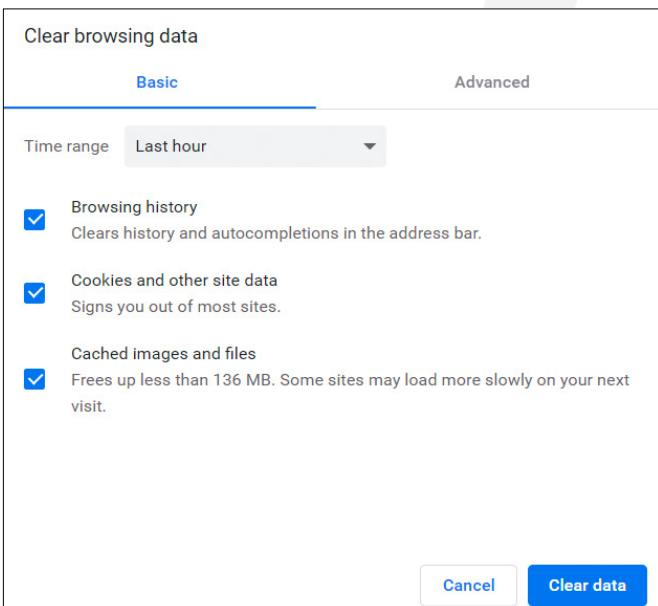 Clear browsing data
Basic
Advanced
Time range
Last hour
Browsing history
Clears history and autocompletions in the address bar.
Cookies and other site data
Signs you out of most sites.
Cached images and files
Frees up less than 136 MB. Some sites may load more slowly on your next
visit.
Cancel
Clear data